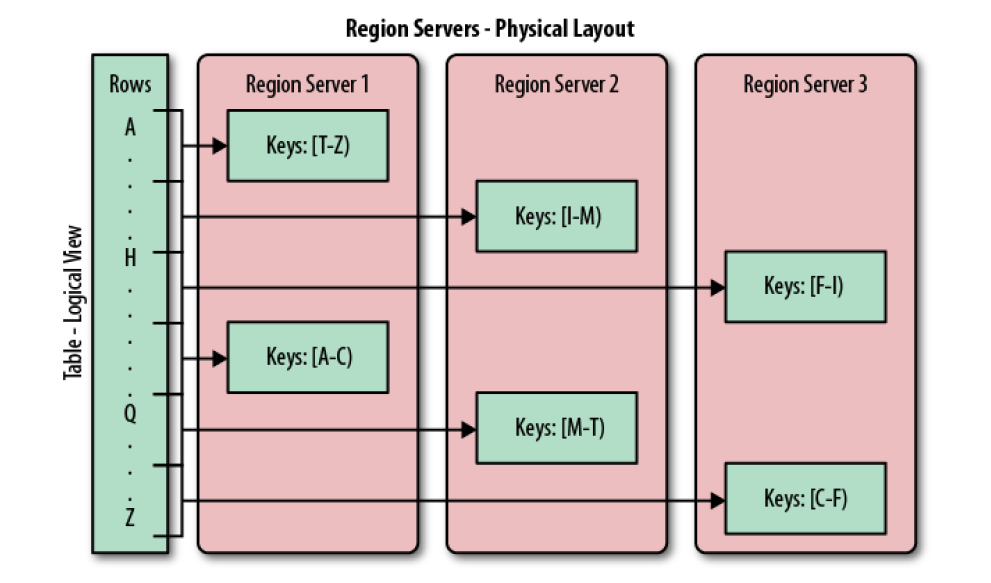 Region Servers - Physical Layout
Table - Logical View
Rows
A
.
.
.
.
H
.
.
.
.
.
Q
.
.
.
Z
Region Server 1
Keys: [T-Z)
Keys: [A-C)
Region Server 2
Keys: [I-M)
Keys: [M-T)
Region Server 3
Keys: [F-I)
Keys: [C-F)